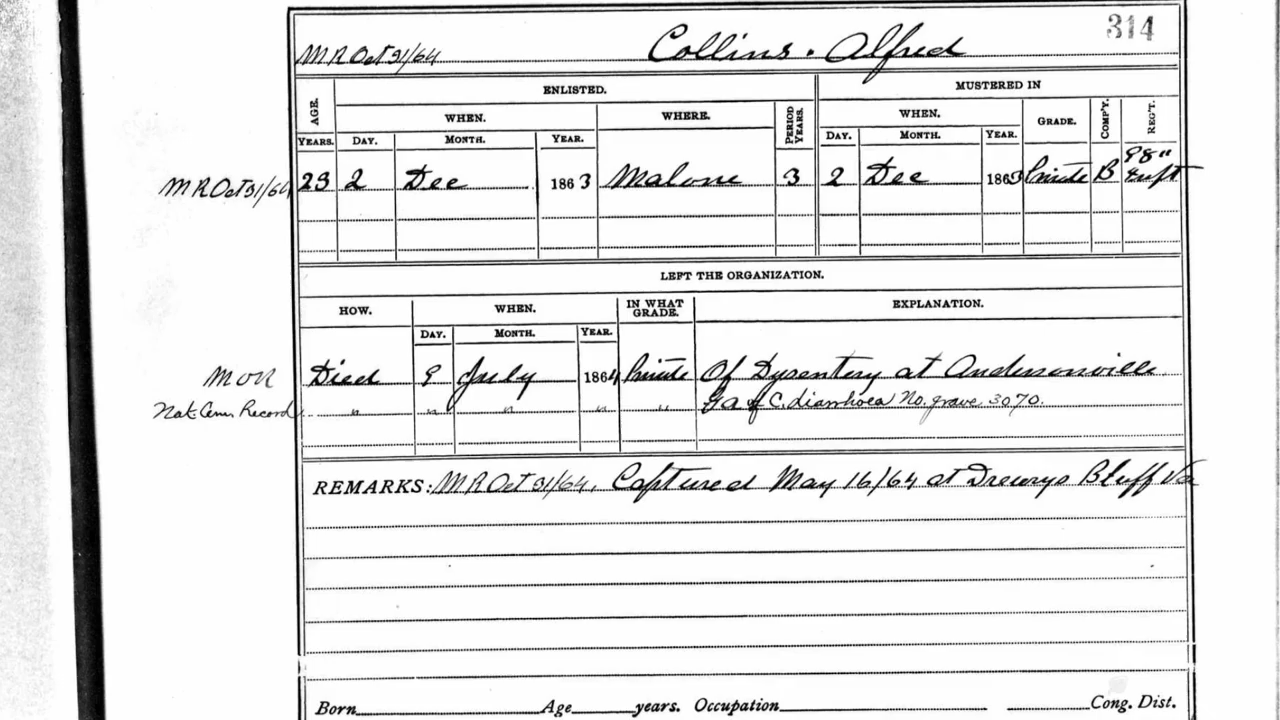 314
M R Oct 31/64 Collins. Alfred
ENLISTED. MUSTERED IN
AGE. WHEN. WHERE. PERIOD YEARS. WHEN. GRADE. COMP'Y. REG'T.
YEARS. DAY. MONTH. YEAR. DAY. MONTH. YEAR.
M R Oct 31/64 23 2 Dec 1863 Malone 3 2 Dec 1863 Private B 98"
LEFT THE ORGANIZATION.
HOW. WHEN. IN WHAT GRADE. EXPLANATION.
DAY. MONTH. YEAR.
M O R Died 9 July 1864 Private Of Dysentery at Andersonville
Nat. Cem. Record " " " " " Ga of C. diarrhoea No. grave 3070.
REMARKS: M R Oct 31/64. Captured May 16/64 at Drewrys Bluff Va
Born Age years. Occupation Cong. Dist.